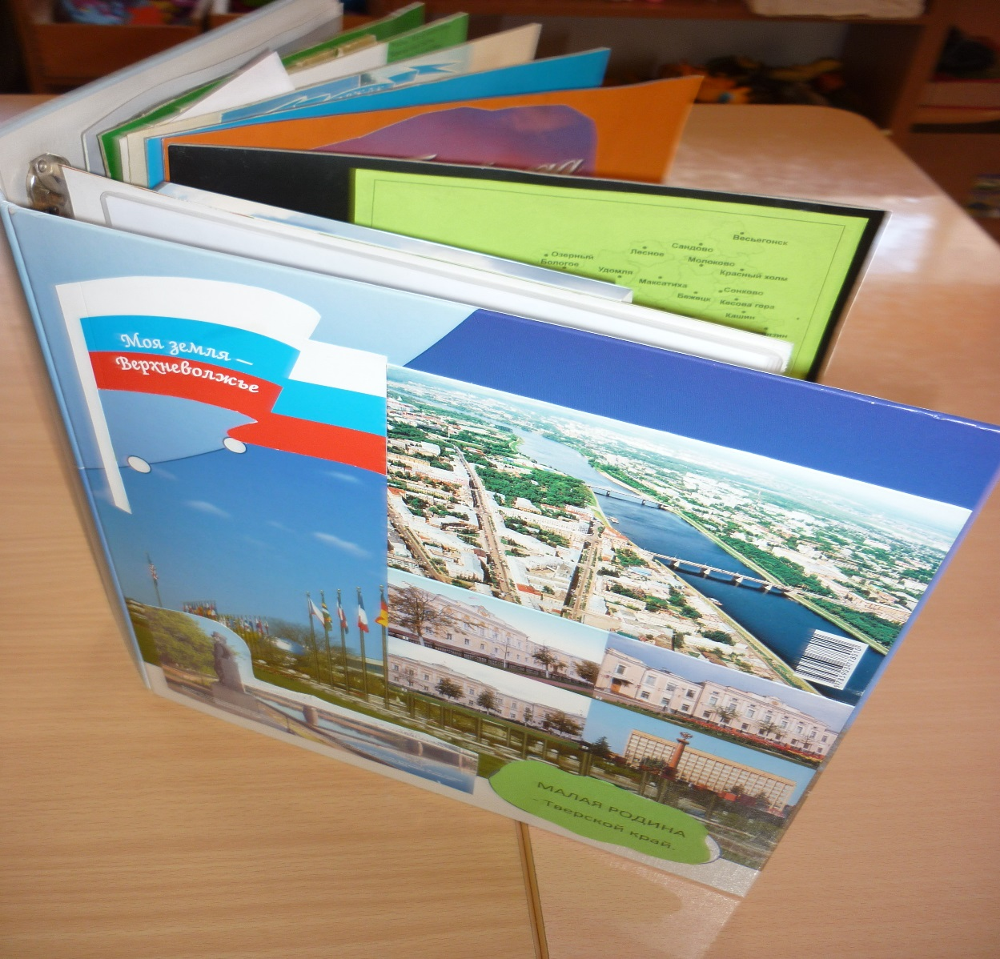 Весьегонск
Сандово
Лесное
Озерный
Молоково
Бологое
Удомля
Красный холм
Максатиха
Сонково
Бежецк
Кесова гора
Кашин
Моя земля –
Верхневолжье
МАЛАЯ РОДИНА
- Тверской край.